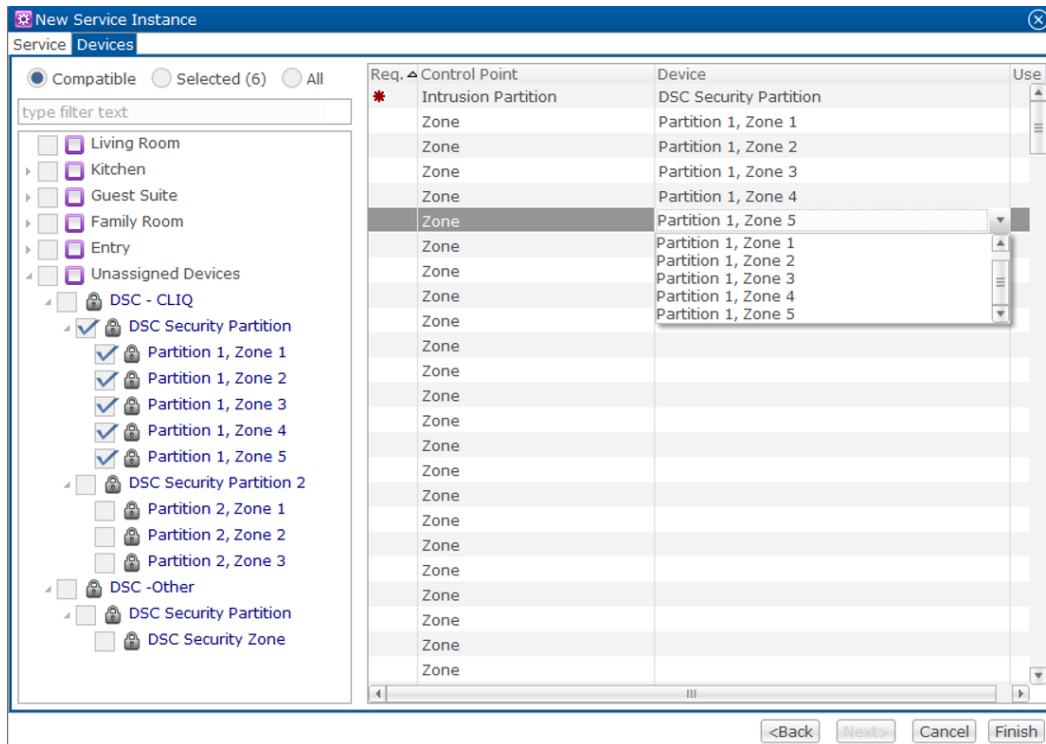 New Service Instance
Service Devices
Compatible Selected (6) All
type filter text
Living Room
Kitchen
Guest Suite
Family Room
Entry
Unassigned Devices
DSC - CLIQ
DSC Security Partition
Partition 1, Zone 1
Partition 1, Zone 2
Partition 1, Zone 3
Partition 1, Zone 4
Partition 1, Zone 5
DSC Security Partition 2
Partition 2, Zone 1
Partition 2, Zone 2
Partition 2, Zone 3
DSC -Other
DSC Security Partition
DSC Security Zone
Req. Control Point Device Use
* Intrusion Partition DSC Security Partition
Zone Partition 1, Zone 1
Zone Partition 1, Zone 2
Zone Partition 1, Zone 3
Zone Partition 1, Zone 4
Zone Partition 1, Zone 5
Zone Partition 1, Zone 1
Partition 1, Zone 2
Zone Partition 1, Zone 3
Zone Partition 1, Zone 4
Zone Partition 1, Zone 5
Zone
Zone
Zone
Zone
Zone
Zone
Zone
Zone
Zone
Zone
Zone
Zone
Zone
Zone
<Back Next> Cancel Finish